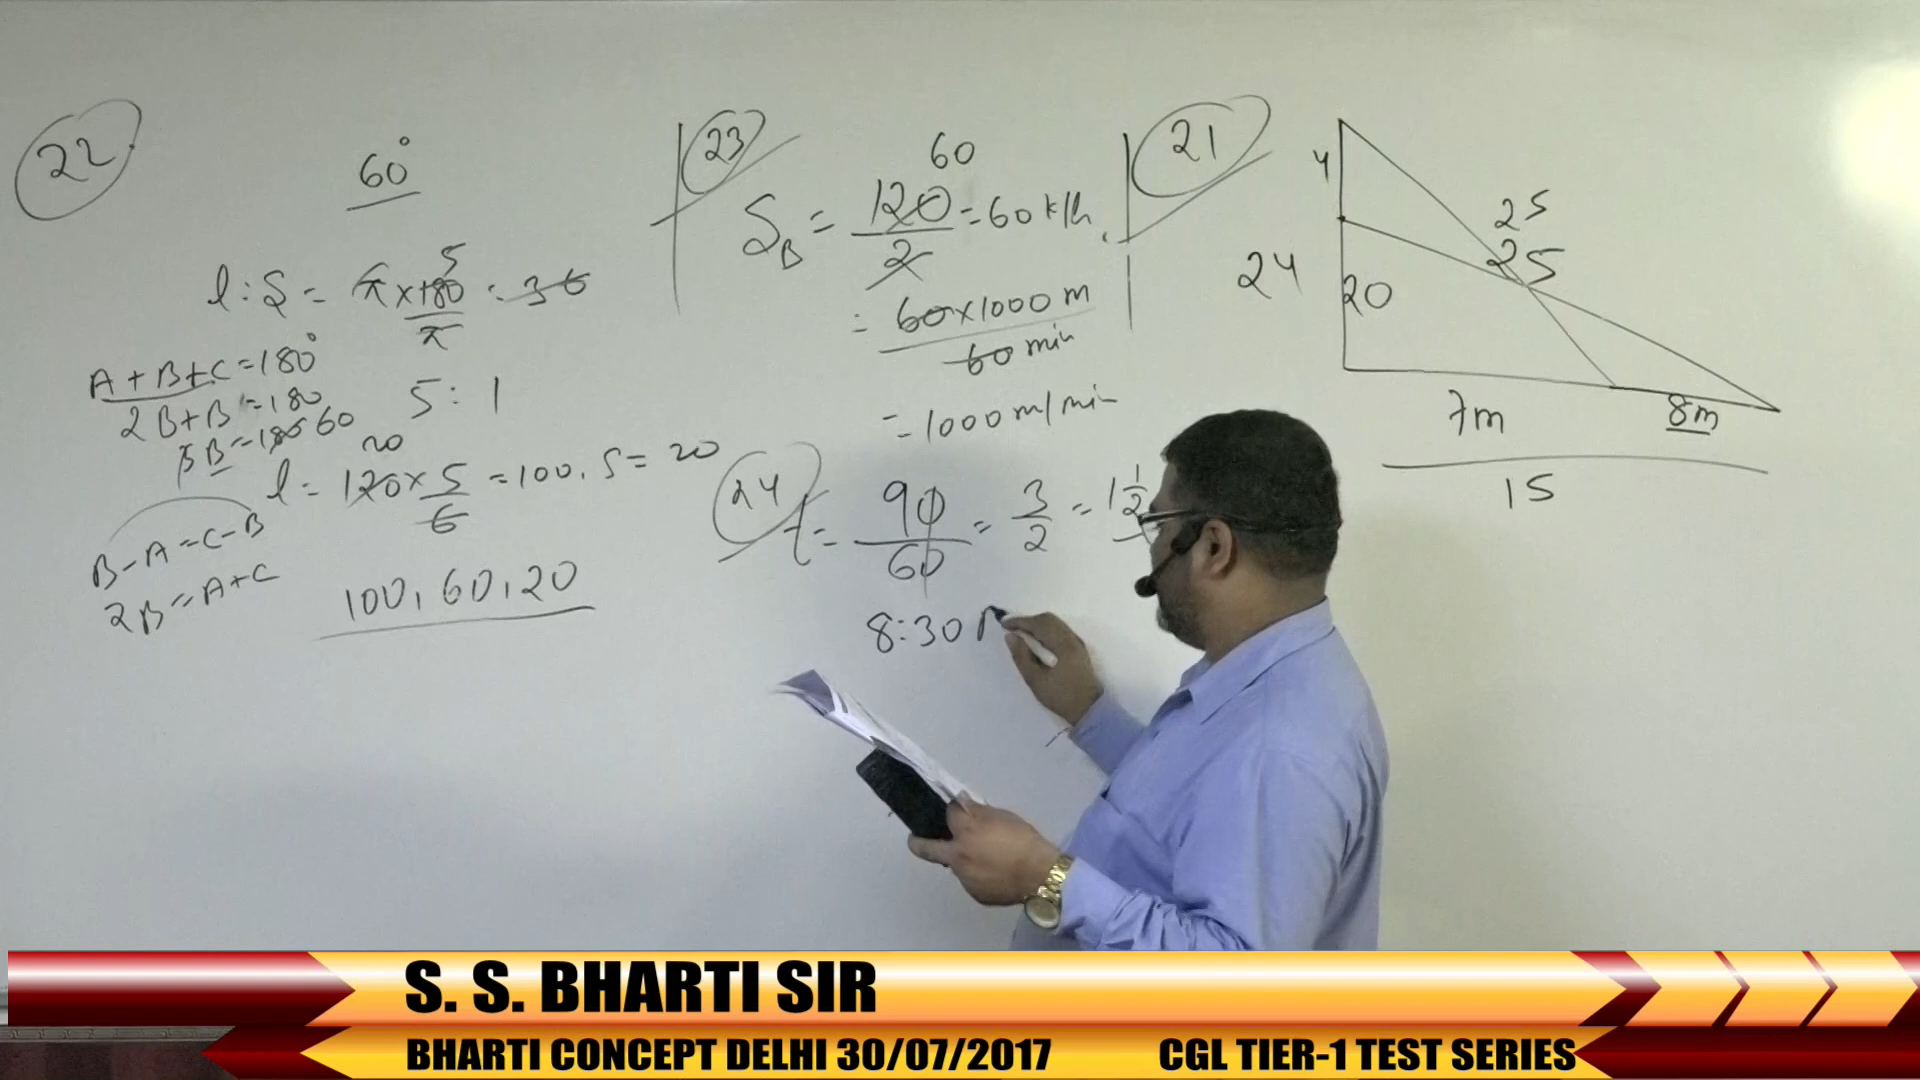 22
60°
l : S = π × 180 5 : 36
π
A + B + C = 180°
2B + B = 180
3B = 180 60
5 : 1
l = 120 20 × 5 = 100, S = 20
6
B - A = C - B
2B = A + C
100, 60, 20
23
60
S_B = 120 = 60 k/h
2
= 60 × 1000 m
60 min
= 1000 m/min
24
t = 90 = 3 = 1 1
60 2 2
8:30
21
4
25
25
24
20
7m
8m
15
S. S. BHARTI SIR
BHARTI CONCEPT DELHI 30/07/2017
CGL TIER-1 TEST SERIES